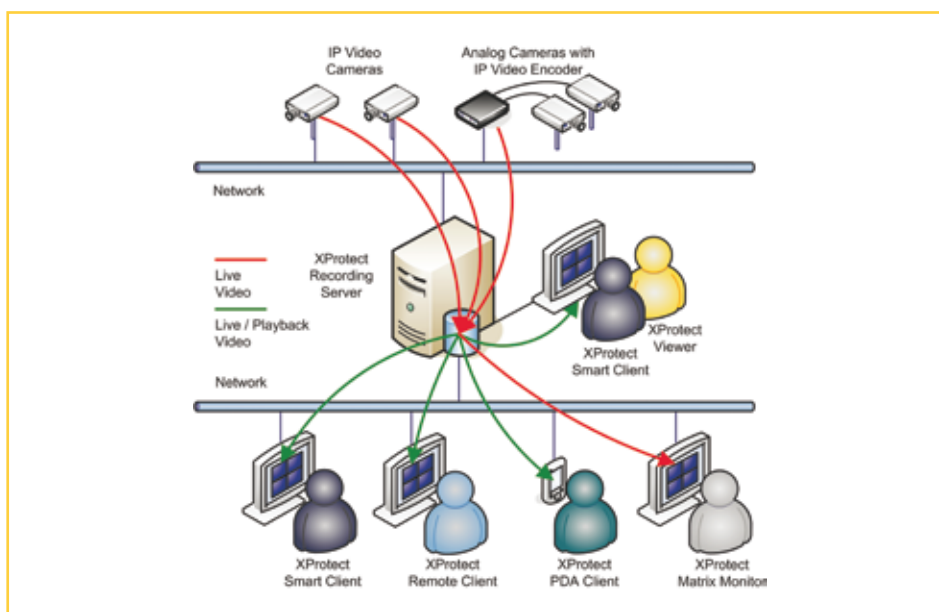 IP Video
Cameras
Analog Cameras with
IP Video Encoder
Network
XProtect
Recording
Server
Live
Video
Live / Playback
Video
XProtect
Viewer
XProtect
Smart Client
Network
XProtect
Smart Client
XProtect
Remote Client
XProtect
PDA Client
XProtect
Matrix Monitor